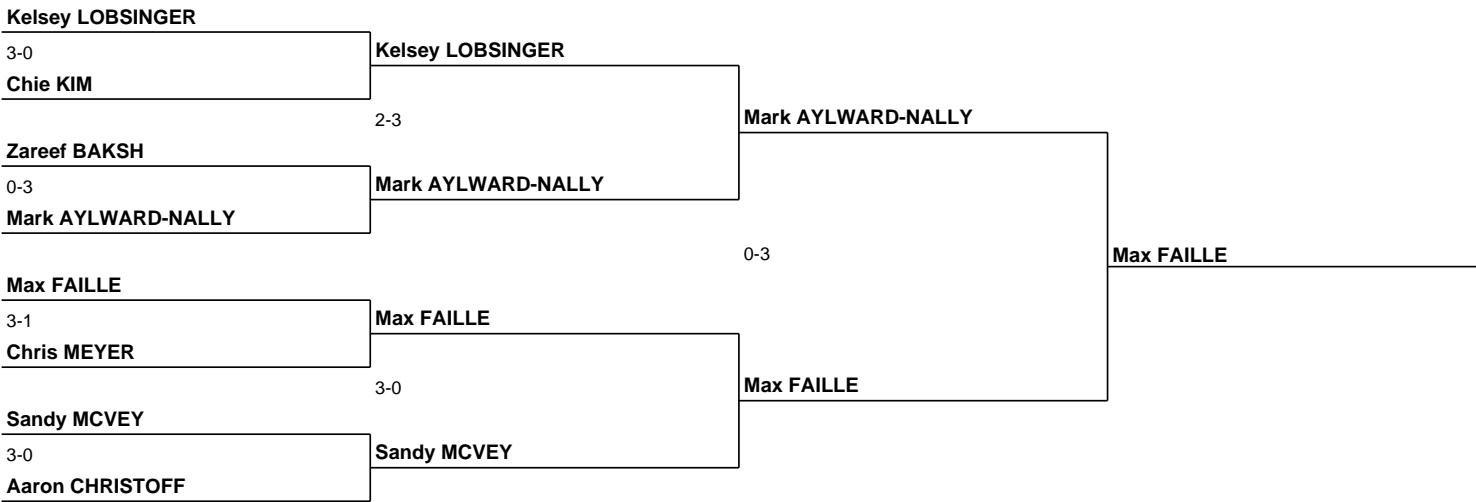 Kelsey LOBSINGER
3-0
Chie KIM
Zareef BAKSH
0-3
Mark AYLWARD-NALLY
Max FAILLE
3-1
Chris MEYER
Sandy MCVEY
3-0
Aaron CHRISTOFF
Kelsey LOBSINGER
2-3
Mark AYLWARD-NALLY
Max FAILLE
3-0
Sandy MCVEY
Mark AYLWARD-NALLY
0-3
Max FAILLE
Max FAILLE